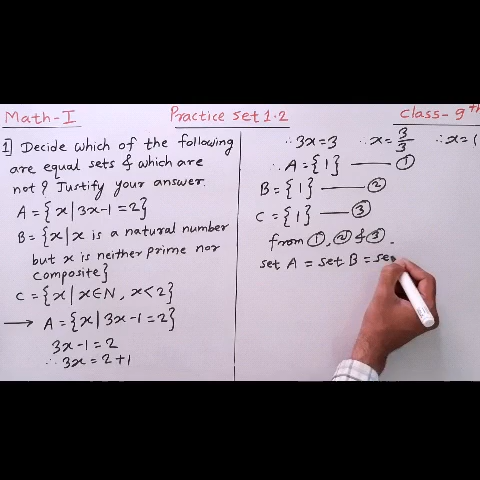 Math-I Practice Set 1.2 Class-9th
1] Decide which of the following
are equal sets & which are
not? Justify your answer.
A = {x | 3x-1=2}
B = {x | x is a natural number
but x is neither prime nor
composite}
C = {x | x∈N, x<2}
→ A = {x | 3x-1=2}
3x-1=2
∴ 3x = 2+1
∴ 3x=3 ∴ x=3/3 ∴ x=1
∴ A = {1} — ①
B = {1} — ②
C = {1} — ③
from ①, ② & ③.
set A = set B = se